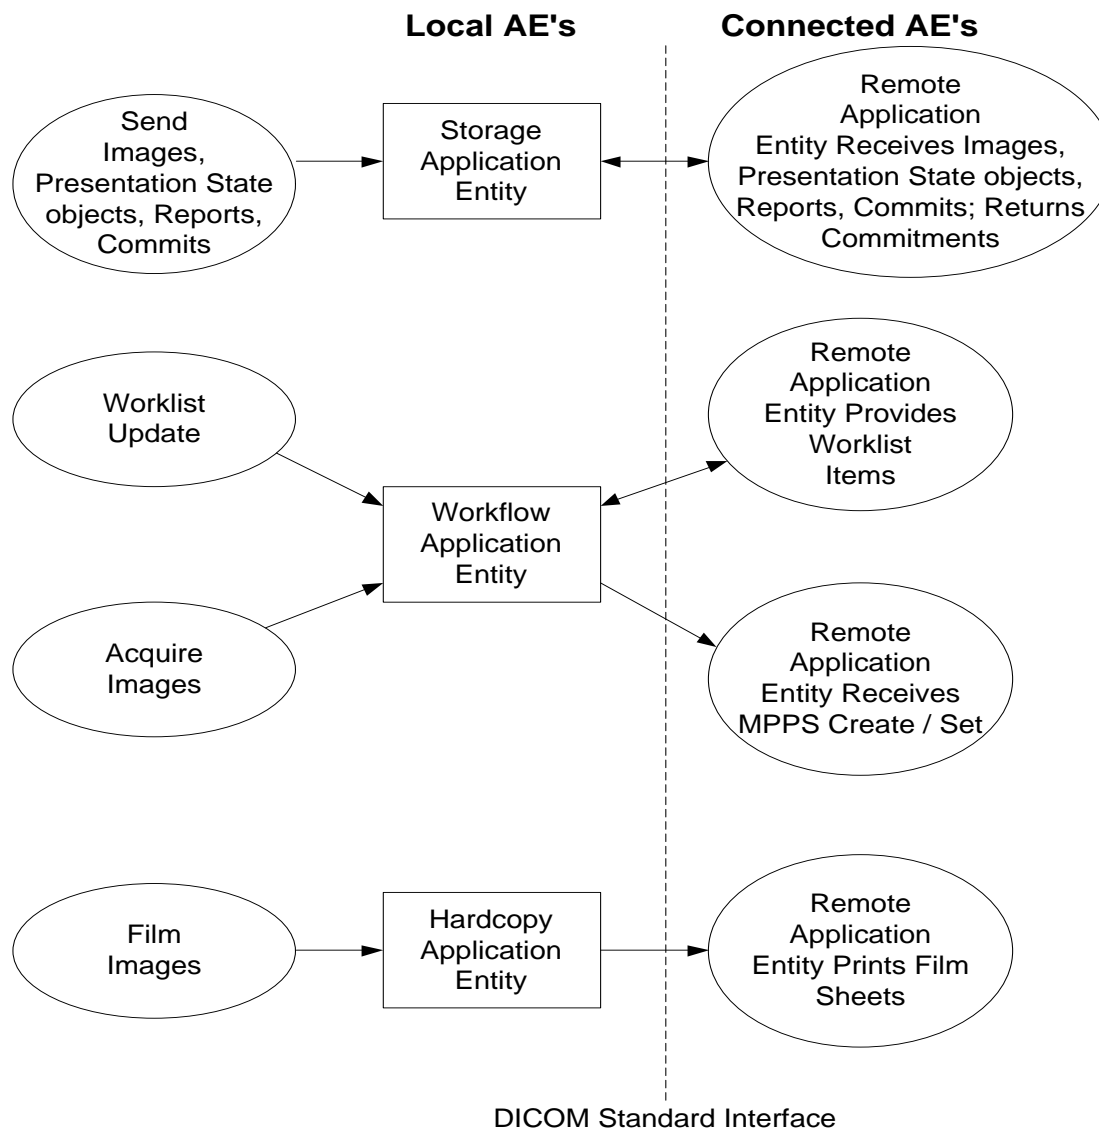 Local AE's
Connected AE's
Send
Images,
Presentation State
objects, Reports,
Commits
Storage
Application
Entity
Remote
Application
Entity Receives Images,
Presentation State objects,
Reports, Commits; Returns
Commitments
Worklist
Update
Remote
Application
Entity Provides
Worklist
Items
Workflow
Application
Entity
Acquire
Images
Remote
Application
Entity Receives
MPPS Create / Set
Film
Images
Hardcopy
Application
Entity
Remote
Application
Entity Prints Film
Sheets
DICOM Standard Interface